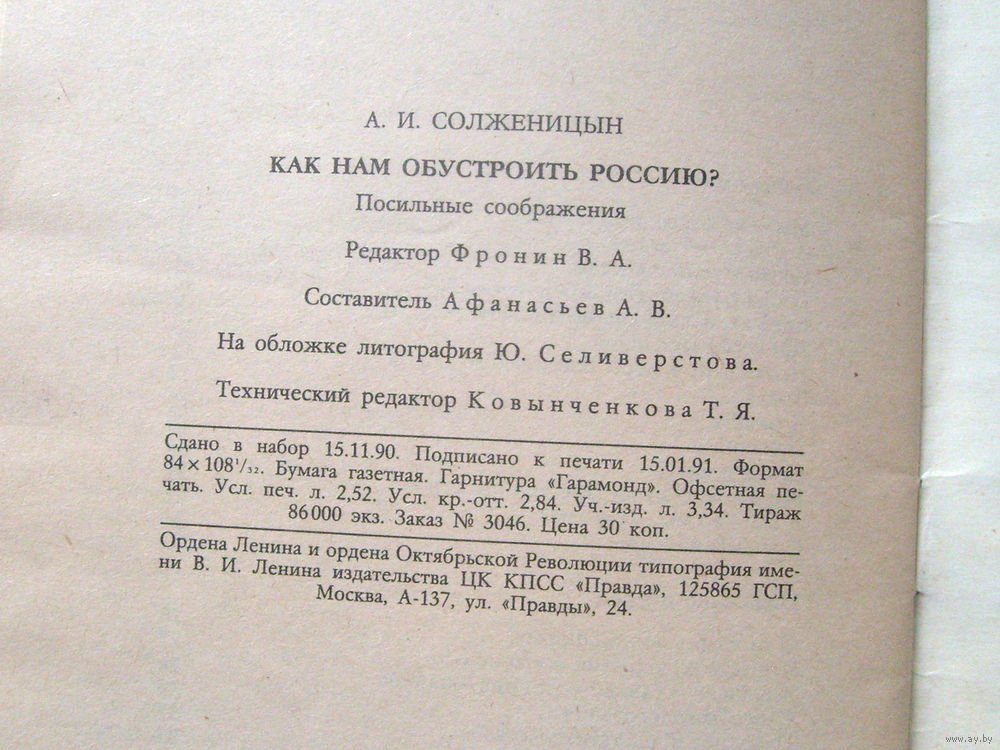 А. И. СОЛЖЕНИЦЫН
КАК НАМ ОБУСТРОИТЬ РОССИЮ?
Посильные соображения
Редактор Фронин В. А.
Составитель Афанасьев А. В.
На обложке литография Ю. Селиверстова.
Технический редактор Ковынченкова Т. Я.
Сдано в набор 15.11.90. Подписано к печати 15.01.91. Формат
84×108¹/₃₂. Бумага газетная. Гарнитура «Гарамонд». Офсетная пе-
чать. Усл. печ. л. 2,52. Усл. кр.-отт. 2,84. Уч.-изд. л. 3,34. Тираж
86 000 экз. Заказ № 3046. Цена 30 коп.
Ордена Ленина и ордена Октябрьской Революции типография име-
ни В. И. Ленина издательства ЦК КПСС «Правда», 125865 ГСП,
Москва, А-137, ул. «Правды», 24.
www.ay.by